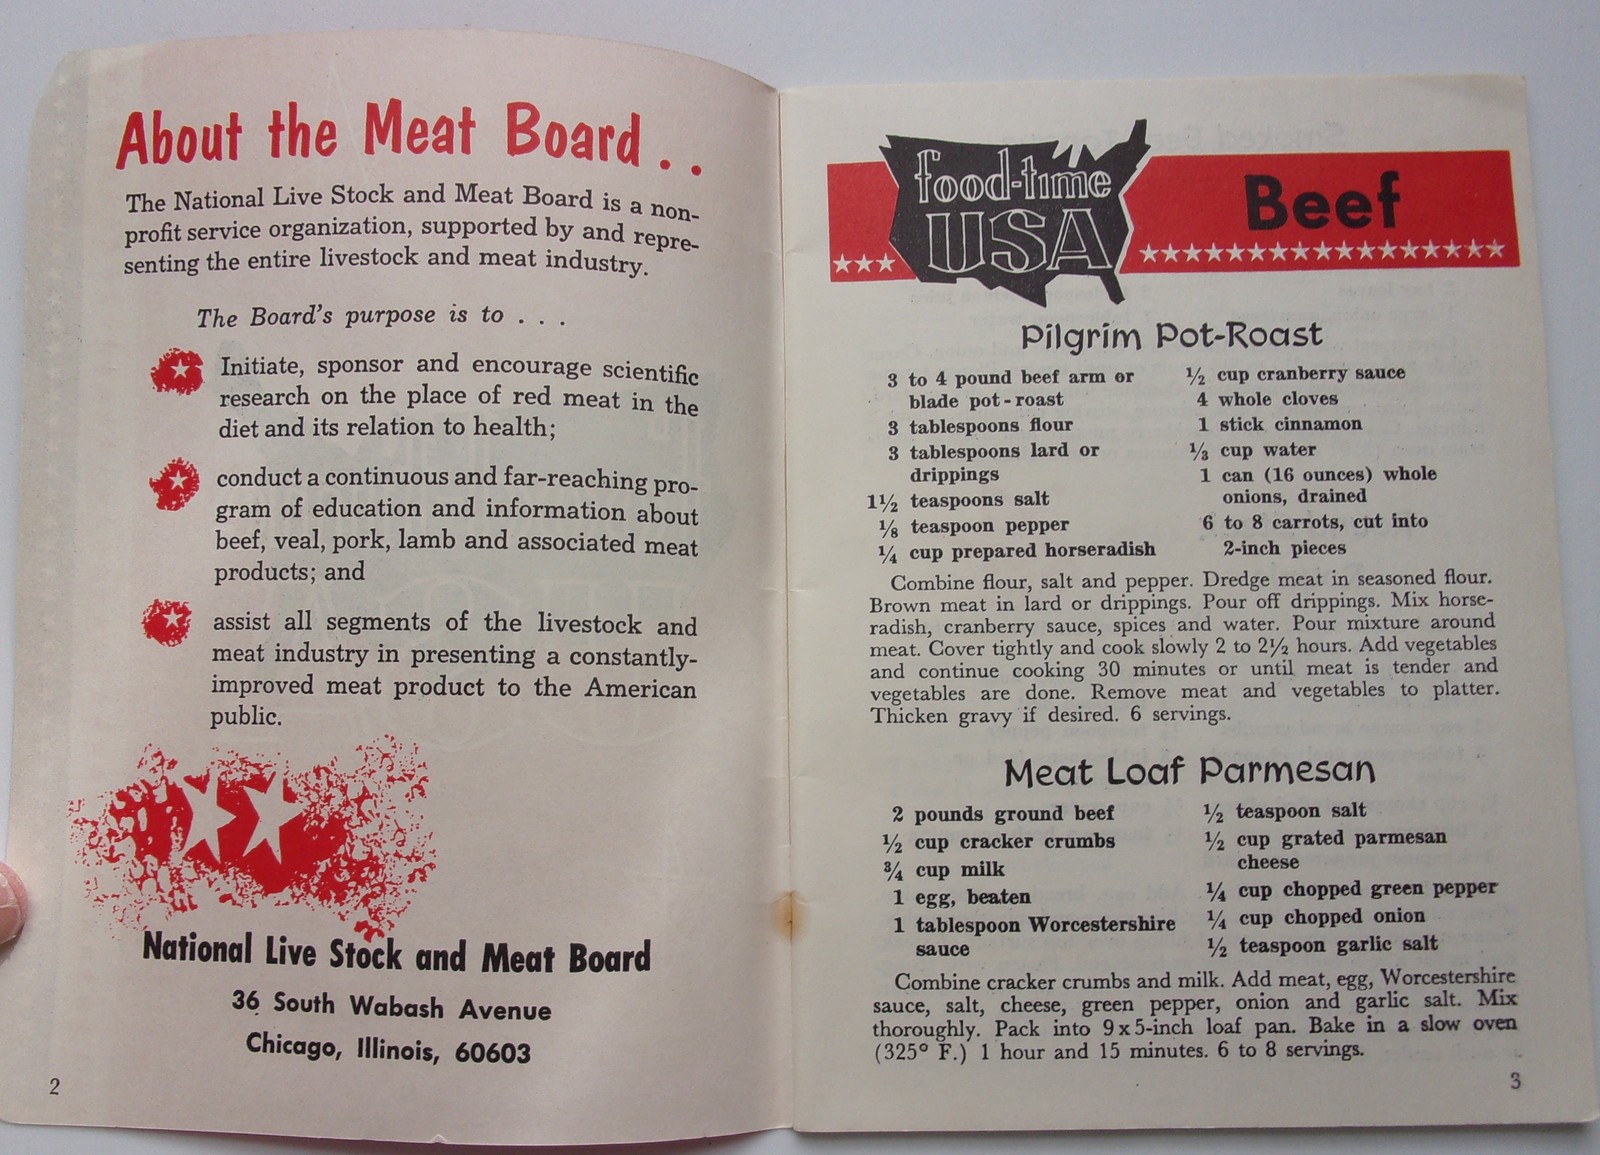 About the Meat Board . .
The National Live Stock and Meat Board is a non-
profit service organization, supported by and repre-
senting the entire livestock and meat industry.
The Board's purpose is to . . .
Initiate, sponsor and encourage scientific
research on the place of red meat in the
diet and its relation to health;
conduct a continuous and far-reaching pro-
gram of education and information about
beef, veal, pork, lamb and associated meat
products; and
assist all segments of the livestock and
meat industry in presenting a constantly-
improved meat product to the American
public.
National Live Stock and Meat Board
36 South Wabash Avenue
Chicago, Illinois, 60603
2
food-time
USA
Beef
Pilgrim Pot-Roast
3 to 4 pound beef arm or
blade pot-roast
3 tablespoons flour
3 tablespoons lard or
drippings
1½ teaspoons salt
⅛ teaspoon pepper
¼ cup prepared horseradish
½ cup cranberry sauce
4 whole cloves
1 stick cinnamon
⅓ cup water
1 can (16 ounces) whole
onions, drained
6 to 8 carrots, cut into
2-inch pieces
Combine flour, salt and pepper. Dredge meat in seasoned flour.
Brown meat in lard or drippings. Pour off drippings. Mix horse-
radish, cranberry sauce, spices and water. Pour mixture around
meat. Cover tightly and cook slowly 2 to 2½ hours. Add vegetables
and continue cooking 30 minutes or until meat is tender and
vegetables are done. Remove meat and vegetables to platter.
Thicken gravy if desired. 6 servings.
Meat Loaf Parmesan
2 pounds ground beef
½ cup cracker crumbs
¾ cup milk
1 egg, beaten
1 tablespoon Worcestershire
sauce
½ teaspoon salt
½ cup grated parmesan
cheese
¼ cup chopped green pepper
¼ cup chopped onion
½ teaspoon garlic salt
Combine cracker crumbs and milk. Add meat, egg, Worcestershire
sauce, salt, cheese, green pepper, onion and garlic salt. Mix
thoroughly. Pack into 9 x 5-inch loaf pan. Bake in a slow oven
(325° F.) 1 hour and 15 minutes. 6 to 8 servings.
3